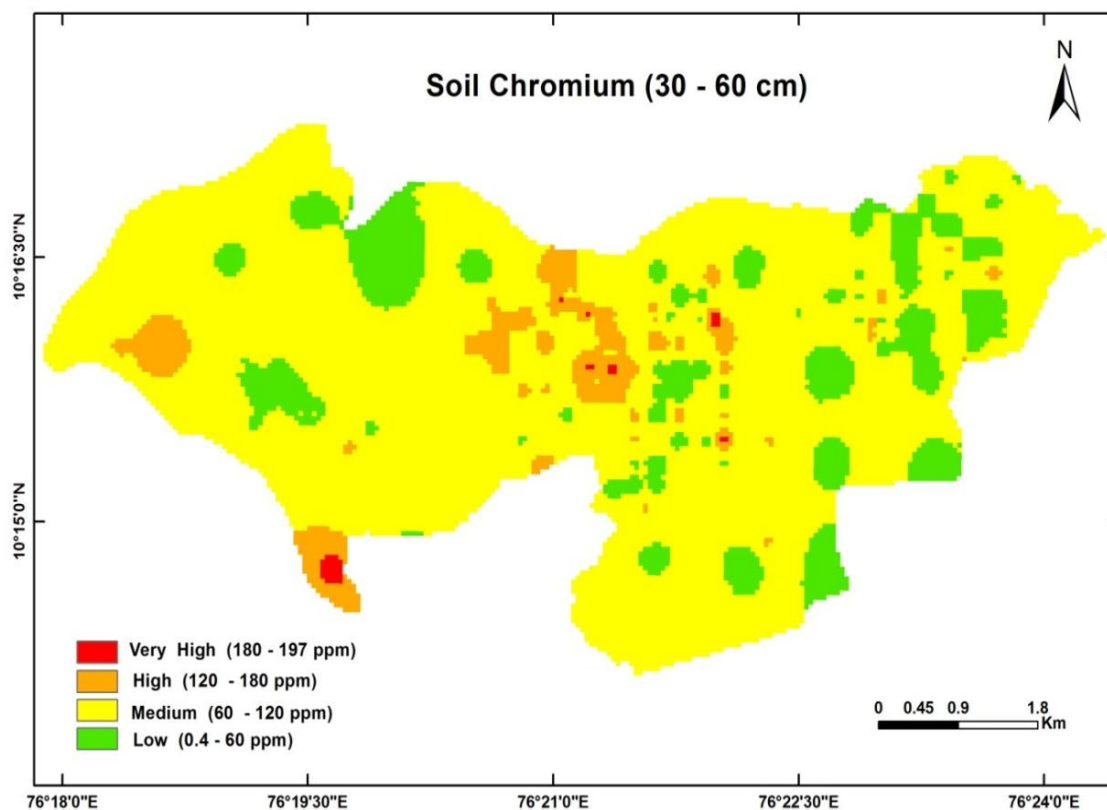 N
Soil Chromium (30 - 60 cm)
10°16'30"N
10°15'0"N
Very High (180 - 197 ppm)
High (120 - 180 ppm)
Medium (60 - 120 ppm)
Low (0.4 - 60 ppm)
0 0.45 0.9 1.8
Km
76°18'0"E 76°19'30"E 76°21'0"E 76°22'30"E 76°24'0"E